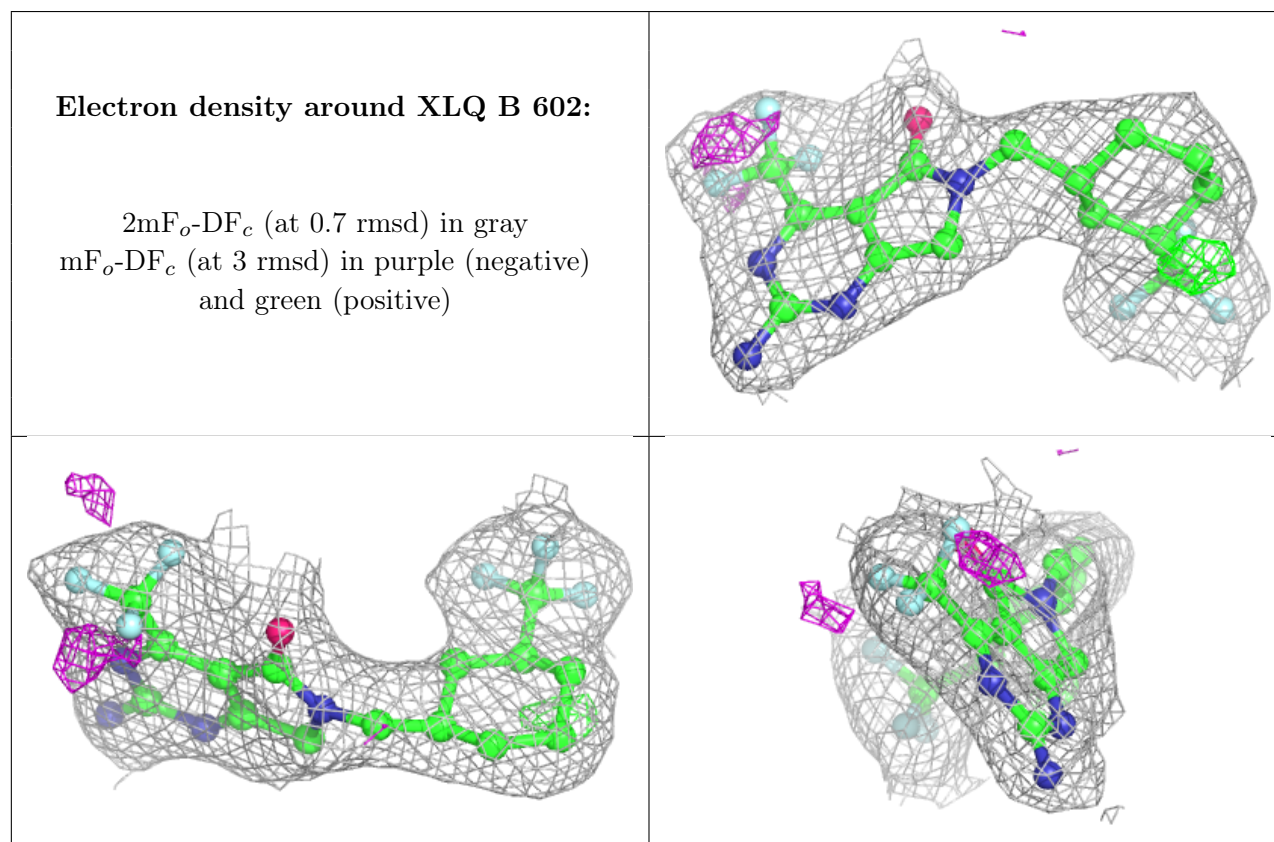 Electron density around XLQ B 602:
2mFₒ-DF𝒸 (at 0.7 rmsd) in gray
mFₒ-DF𝒸 (at 3 rmsd) in purple (negative)
and green (positive)